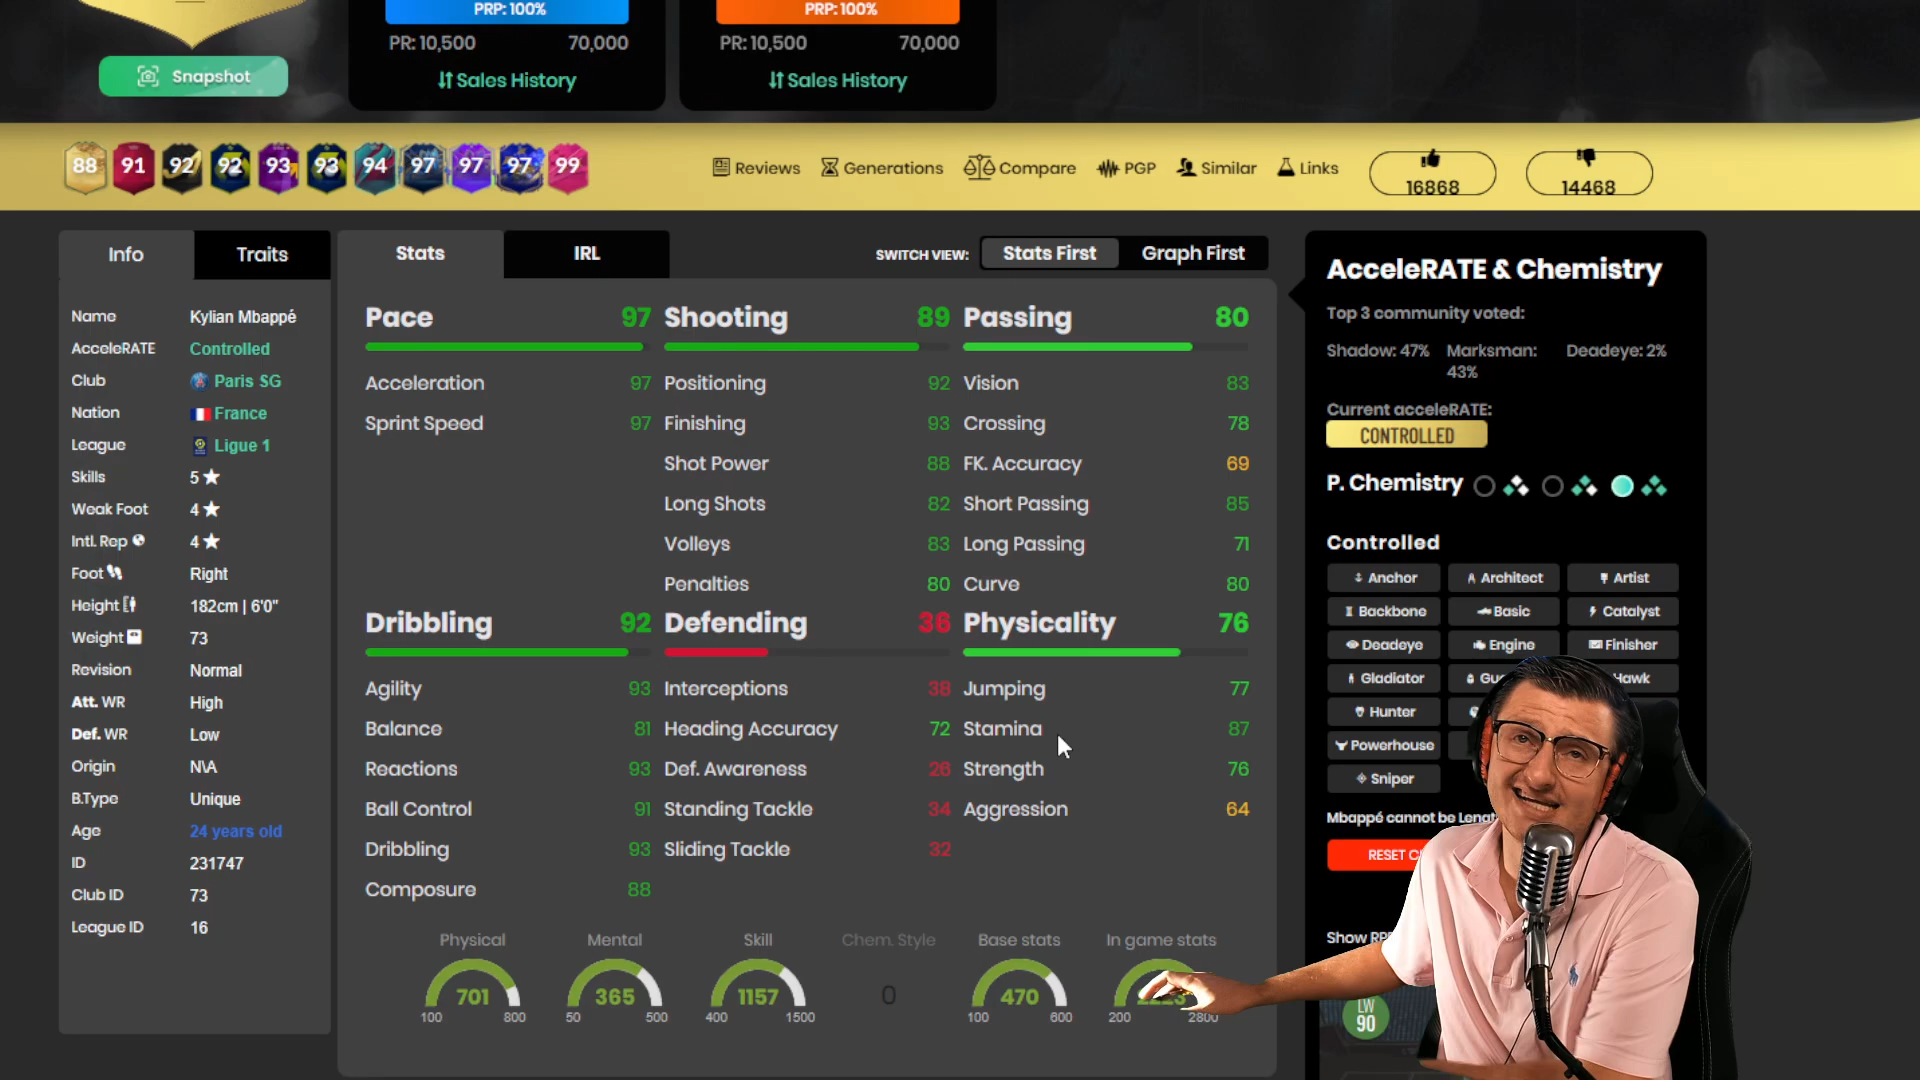 PRP: 100%
PRP: 100%
PR: 10,500 70,000
PR: 10,500 70,000
Snapshot
Sales History
Sales History
88 91 92 92 93 93 94 97 97 97 99
Reviews Generations Compare PGP Similar Links
16868
14468
Info Traits
Name Kylian Mbappé
AcceleRATE Controlled
Club Paris SG
Nation France
League Ligue 1
Skills 5
Weak Foot 4
Intl. Rep 4
Foot Right
Height 182cm | 6'0"
Weight 73
Revision Normal
Att. WR High
Def. WR Low
Origin N\A
B.Type Unique
Age 24 years old
ID 231747
Club ID 73
League ID 16
Stats IRL
SWITCH VIEW: Stats First Graph First
Pace 97
Acceleration 97
Sprint Speed 97
Shooting 89
Positioning 92
Finishing 93
Shot Power 88
Long Shots 82
Volleys 83
Penalties 80
Passing 80
Vision 83
Crossing 78
FK. Accuracy 69
Short Passing 85
Long Passing 71
Curve 80
Dribbling 92
Agility 93
Balance 81
Reactions 93
Ball Control 91
Dribbling 93
Composure 88
Defending 36
Interceptions 38
Heading Accuracy 72
Def. Awareness 26
Standing Tackle 34
Sliding Tackle 32
Physicality 76
Jumping 77
Stamina 87
Strength 76
Aggression 64
Physical Mental Skill Chem. Style Base stats In game stats
701 365 1157 0 470
100 800 50 500 400 1500 100 600 200 2800
AcceleRATE & Chemistry
Top 3 community voted:
Shadow: 47% Marksman: Deadeye: 2%
43%
Current acceleRATE:
CONTROLLED
P. Chemistry
Controlled
Anchor Architect Artist
Backbone Basic Catalyst
Deadeye Engine Finisher
Gladiator Hawk
Hunter
Powerhouse
Sniper
Mbappé cannot be
RESET
Show
LW
90